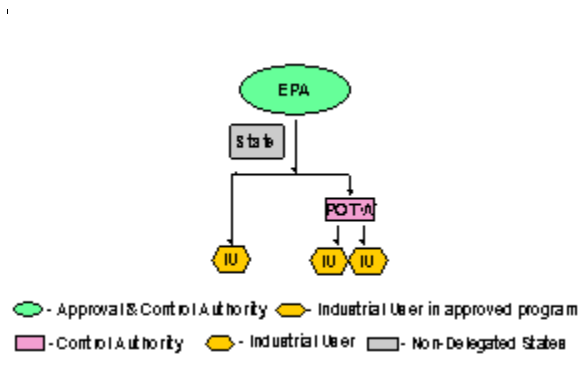 EPA
State
POTW
IU
IU IU
- Approval & Control Authority - Industrial User in approved program
- Control Authority - Industrial User - Non-Delegated States